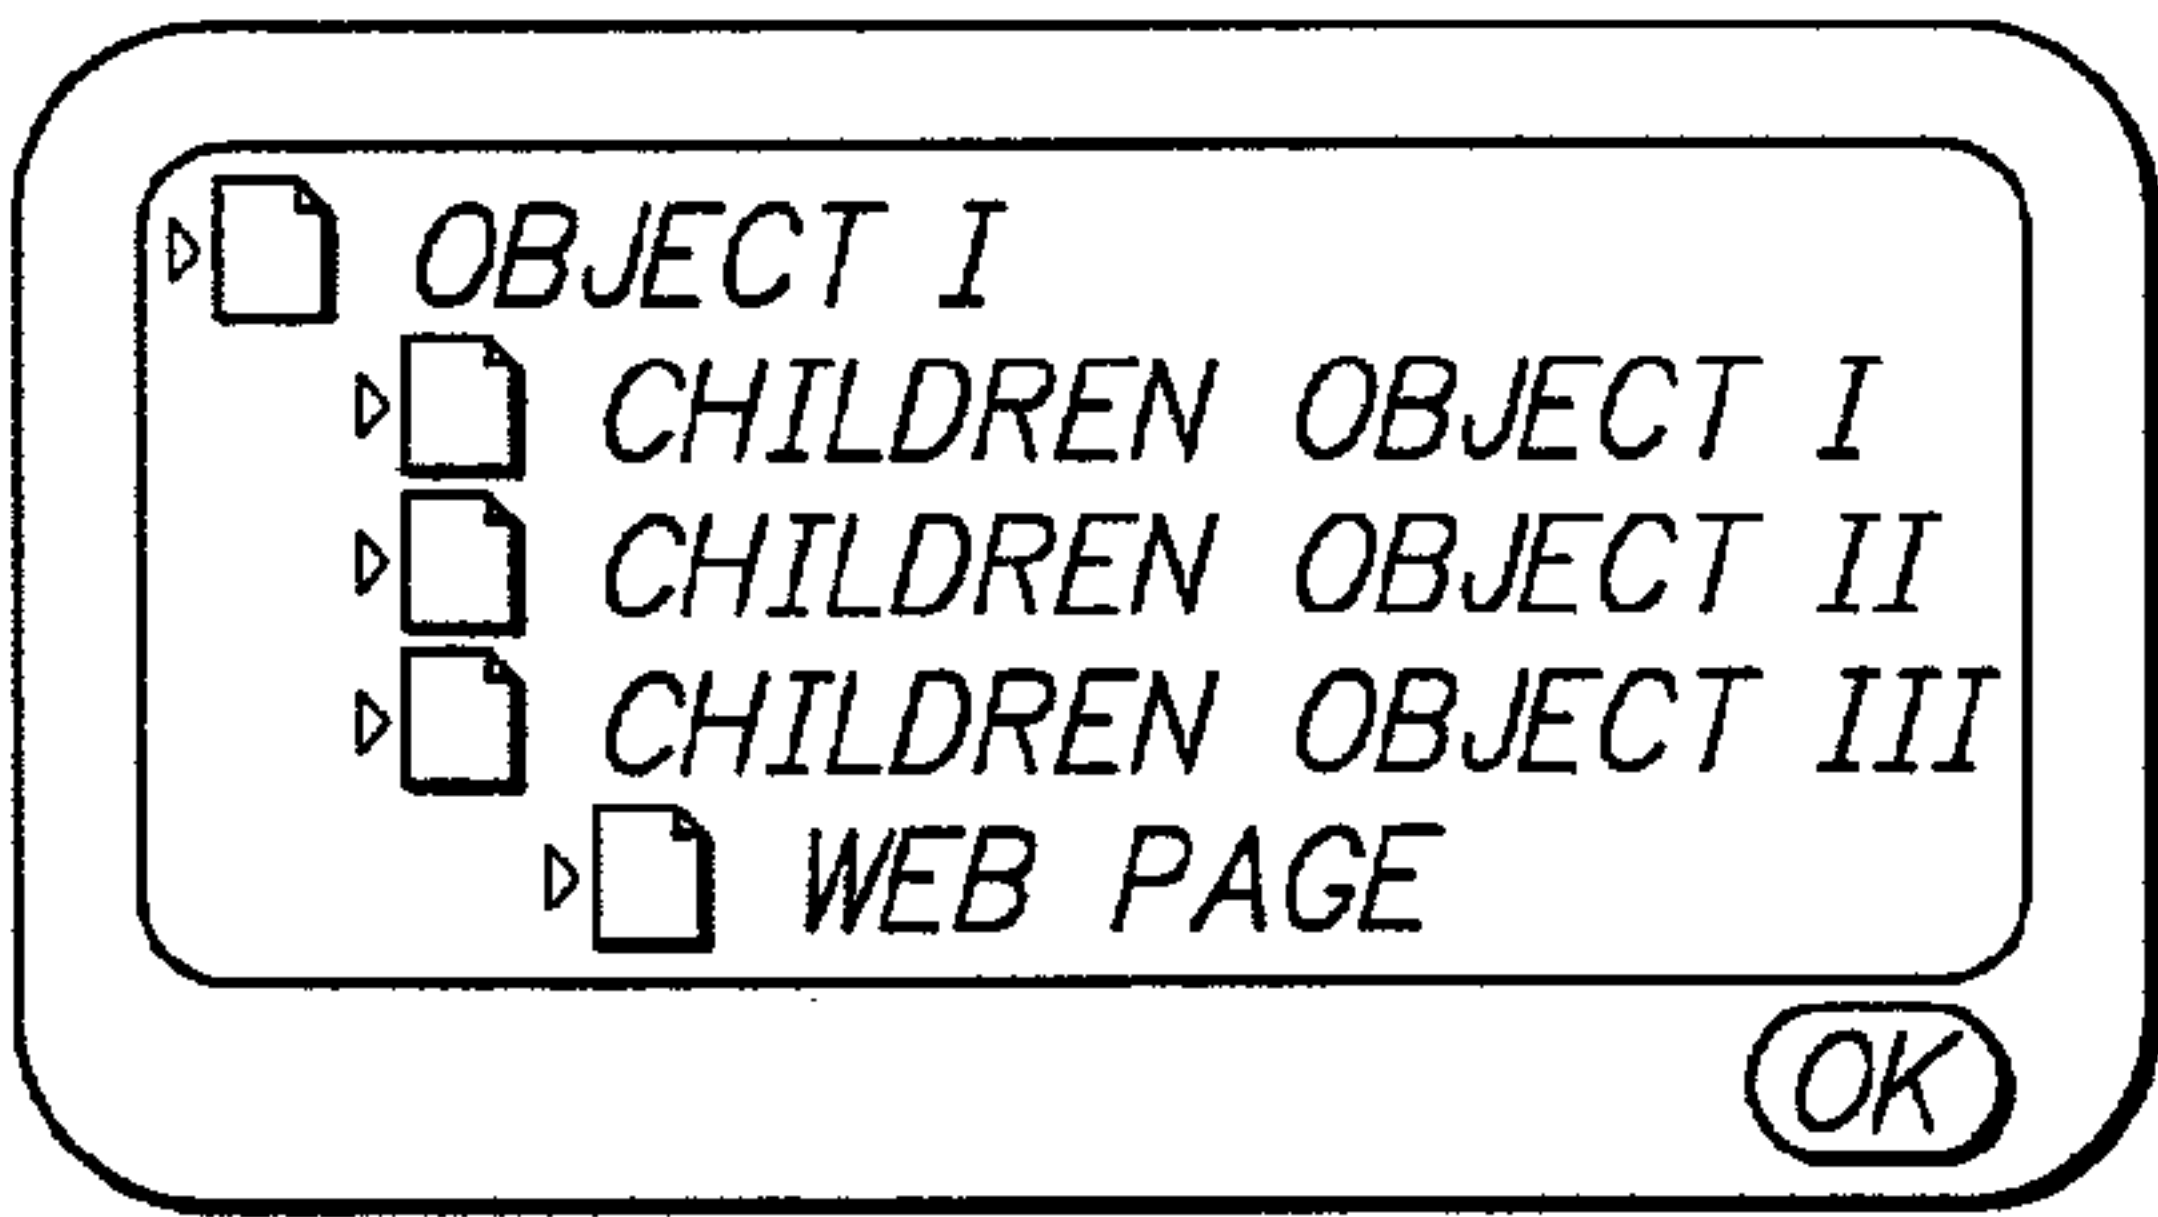 OBJECT I
CHILDREN OBJECT I
CHILDREN OBJECT II
CHILDREN OBJECT III
WEB PAGE
OK